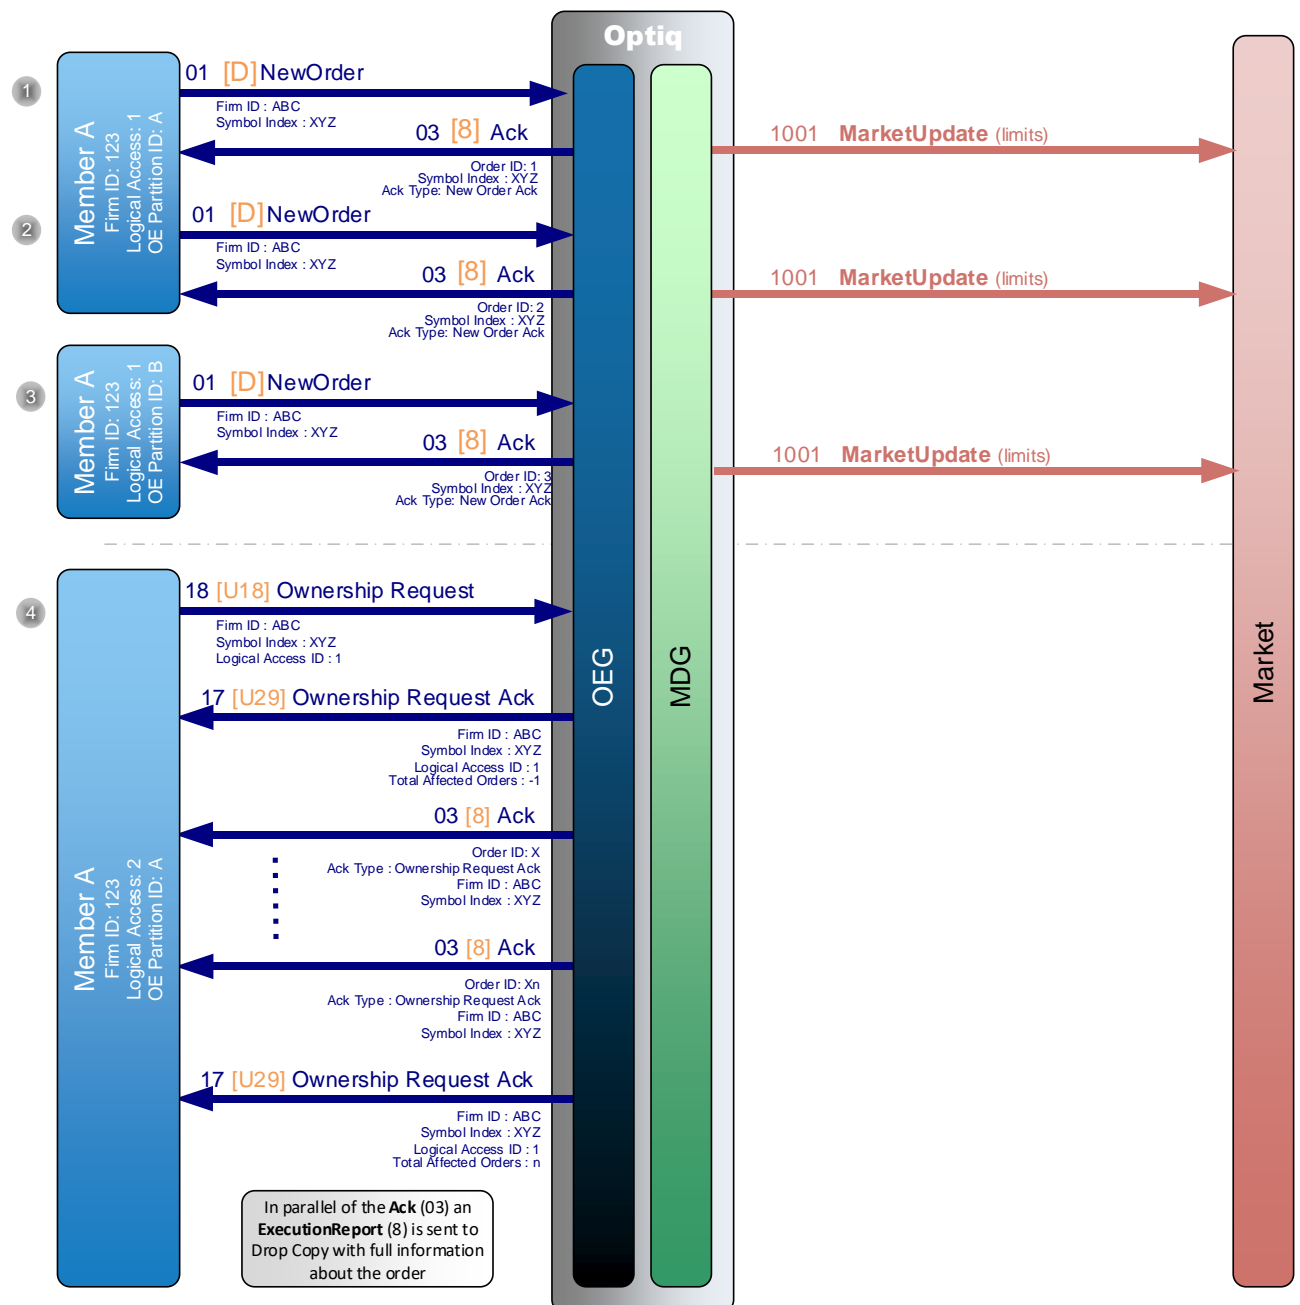 Optiq
1
Member A
Firm ID: 123
Logical Access: 1
OE Partition ID: A
01 [D] NewOrder
Firm ID : ABC
Symbol Index : XYZ
03 [8] Ack
Order ID: 1
Symbol Index : XYZ
Ack Type: New Order Ack
1001 MarketUpdate (limits)
2
01 [D] NewOrder
Firm ID : ABC
Symbol Index : XYZ
03 [8] Ack
Order ID: 2
Symbol Index : XYZ
Ack Type: New Order Ack
1001 MarketUpdate (limits)
3
Member A
Firm ID: 123
Logical Access: 1
OE Partition ID: B
01 [D] NewOrder
Firm ID : ABC
Symbol Index : XYZ
03 [8] Ack
Order ID: 3
Symbol Index : XYZ
Ack Type: New Order Ack
1001 MarketUpdate (limits)
4
Member A
Firm ID: 123
Logical Access: 2
OE Partition ID: A
18 [U18] Ownership Request
Firm ID : ABC
Symbol Index : XYZ
Logical Access ID : 1
17 [U29] Ownership Request Ack
Firm ID : ABC
Symbol Index : XYZ
Logical Access ID : 1
Total Affected Orders : -1
03 [8] Ack
Order ID: X
Ack Type : Ownership Request Ack
Firm ID : ABC
Symbol Index : XYZ
03 [8] Ack
Order ID: Xn
Ack Type : Ownership Request Ack
Firm ID : ABC
Symbol Index : XYZ
17 [U29] Ownership Request Ack
Firm ID : ABC
Symbol Index : XYZ
Logical Access ID : 1
Total Affected Orders : n
In parallel of the Ack (03) an
ExecutionReport (8) is sent to
Drop Copy with full information
about the order
OEG
MDG
Market